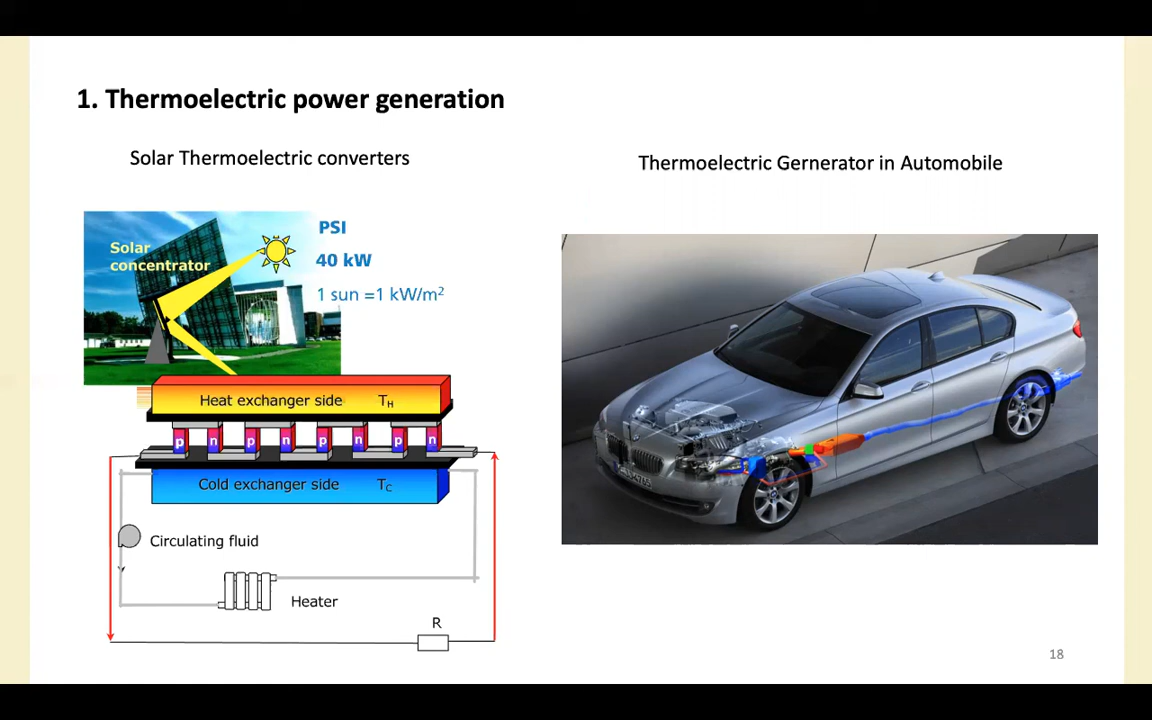 1. Thermoelectric power generation
Solar Thermoelectric converters
Thermoelectric Gernerator in Automobile
Solar
concentrator
PSI
40 kW
1 sun =1 kW/m²
Heat exchanger side T_H
p n p n p n p n
Cold exchanger side T_C
Circulating fluid
Heater
R
18